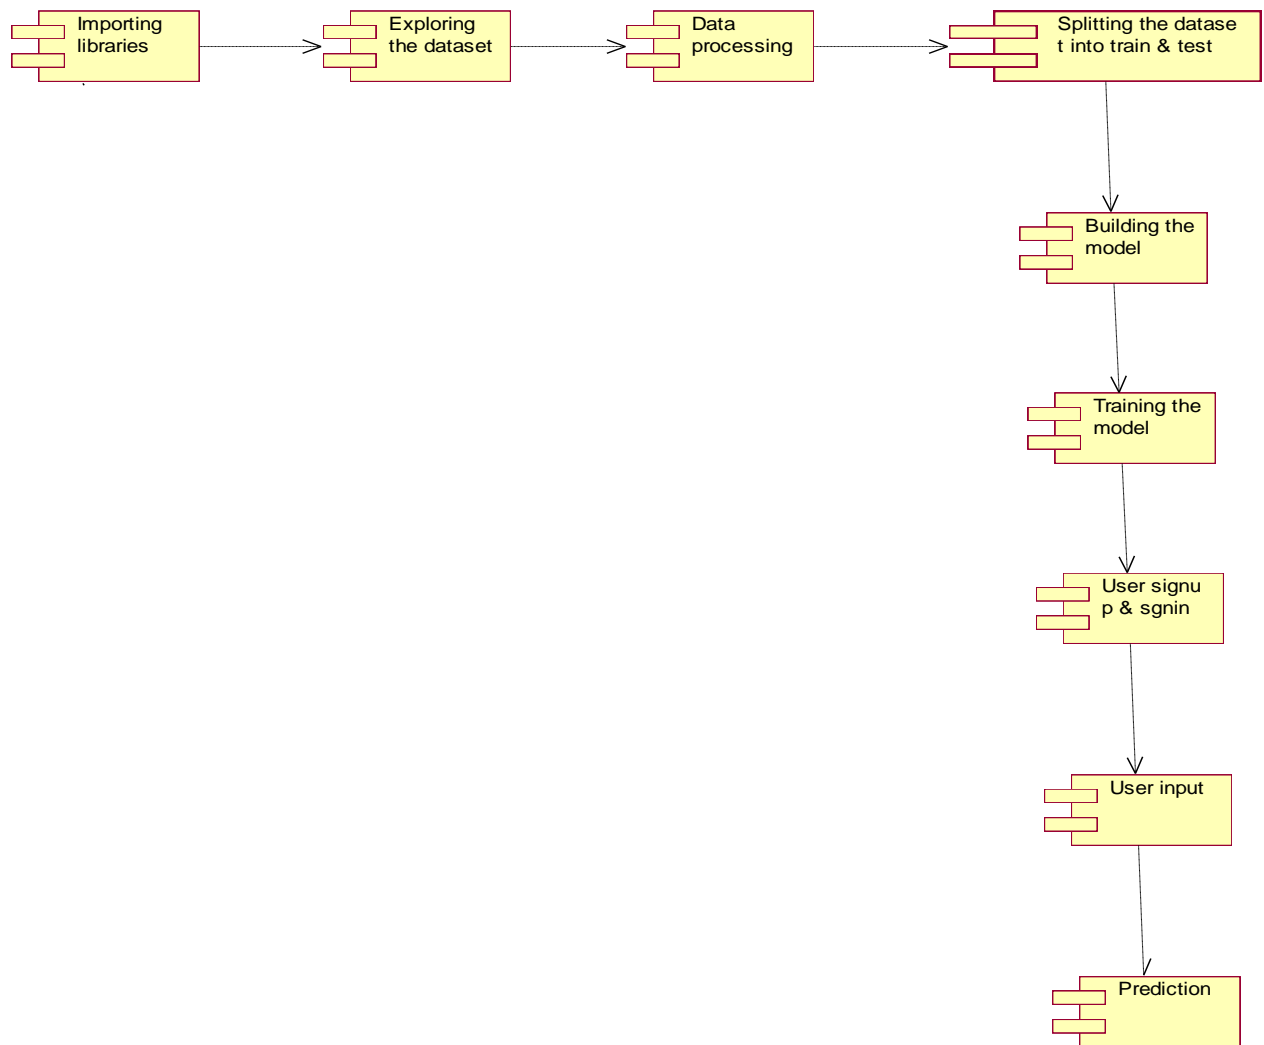 Importing
libraries
Exploring
the dataset
Data
processing
Splitting the datase
t into train & test
Building the
model
Training the
model
User signu
p & sgnin
User input
Prediction